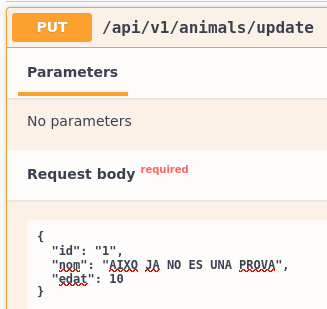 PUT /api/v1/animals/update
Parameters
No parameters
Request body required
{
"id": "1",
"nom": "AIXO JA NO ES UNA PROVA",
"edat": 10
}